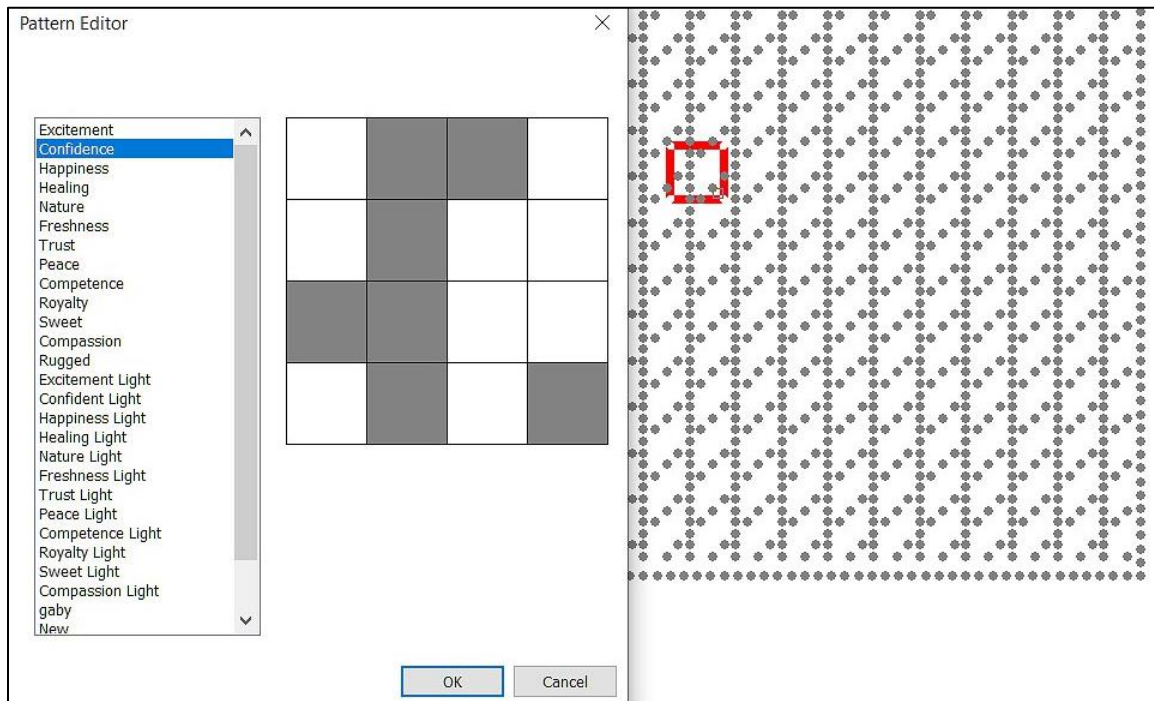 Pattern Editor
Excitement
Confidence
Happiness
Healing
Nature
Freshness
Trust
Peace
Competence
Royalty
Sweet
Compassion
Rugged
Excitement Light
Confident Light
Happiness Light
Healing Light
Nature Light
Freshness Light
Trust Light
Peace Light
Competence Light
Royalty Light
Sweet Light
Compassion Light
gaby
New
OK
Cancel